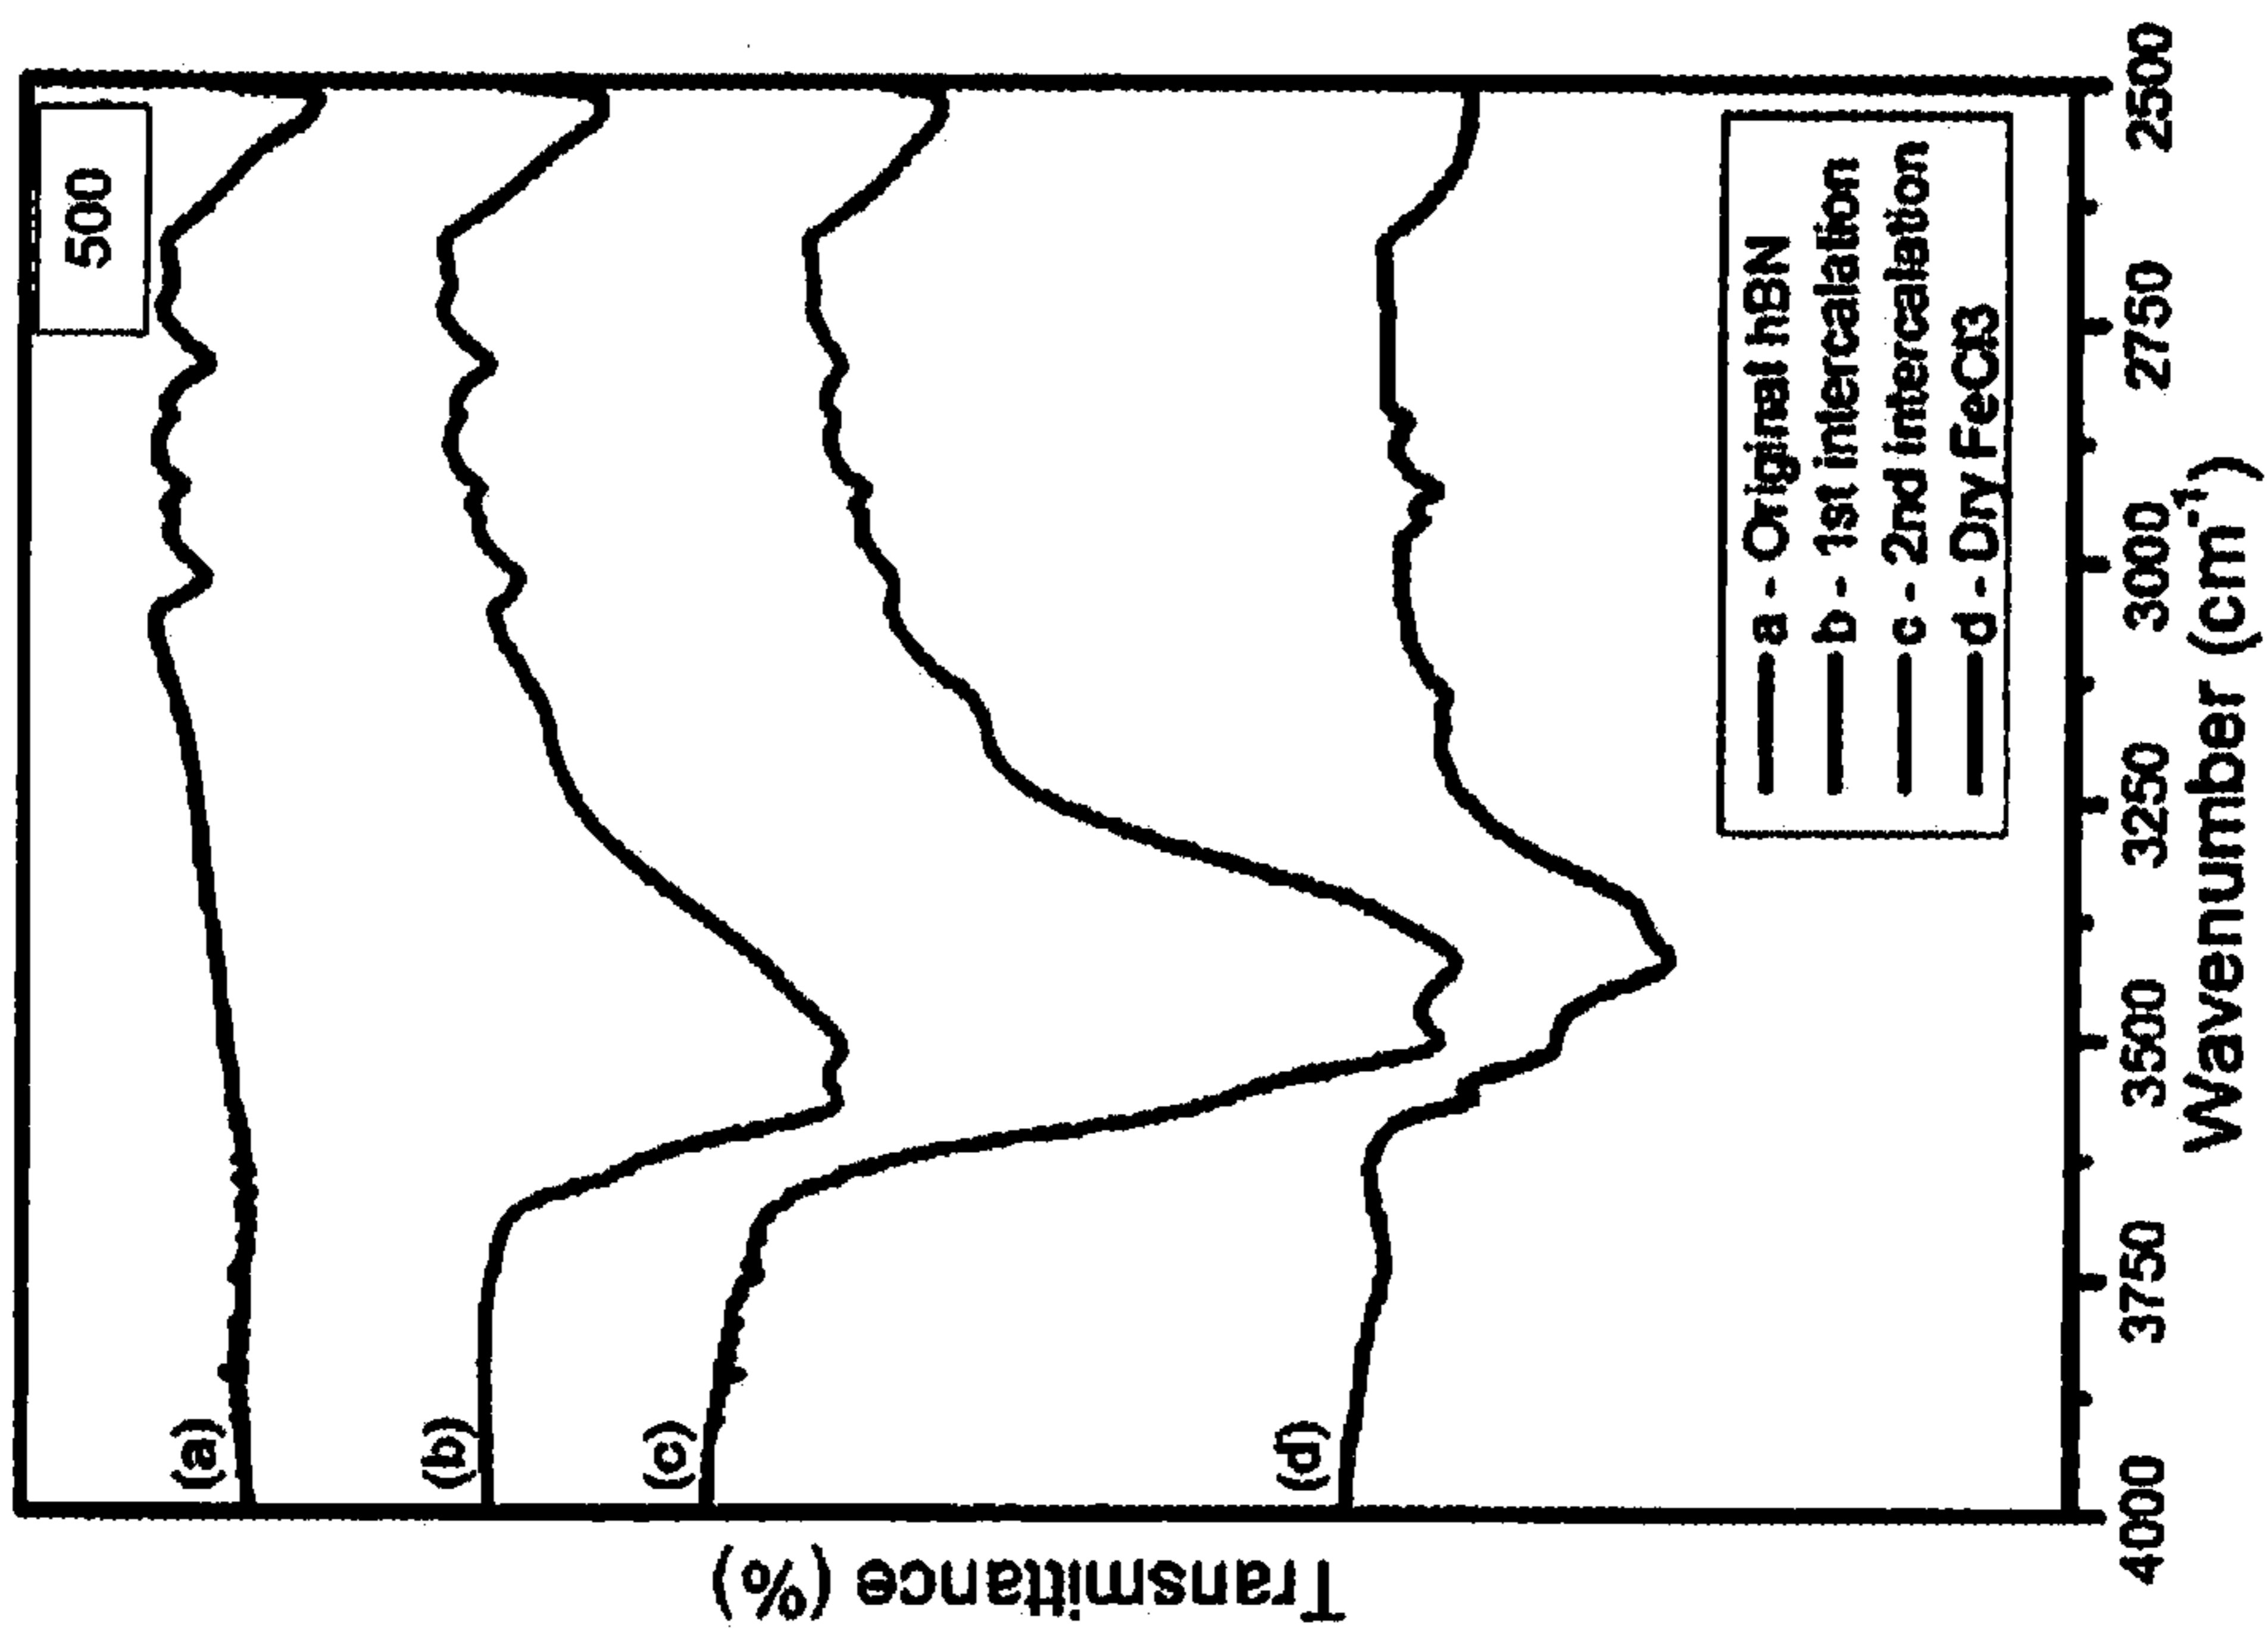 500
(a)
(b)
(c)
(d)
a - Original hBN
b - 1st intercalation
c - 2nd intercalation
d - Dry FeCl3
Transmittance (%)
4000 3750 3500 3250 3000 2750 2500
Wavenumber (cm⁻¹)